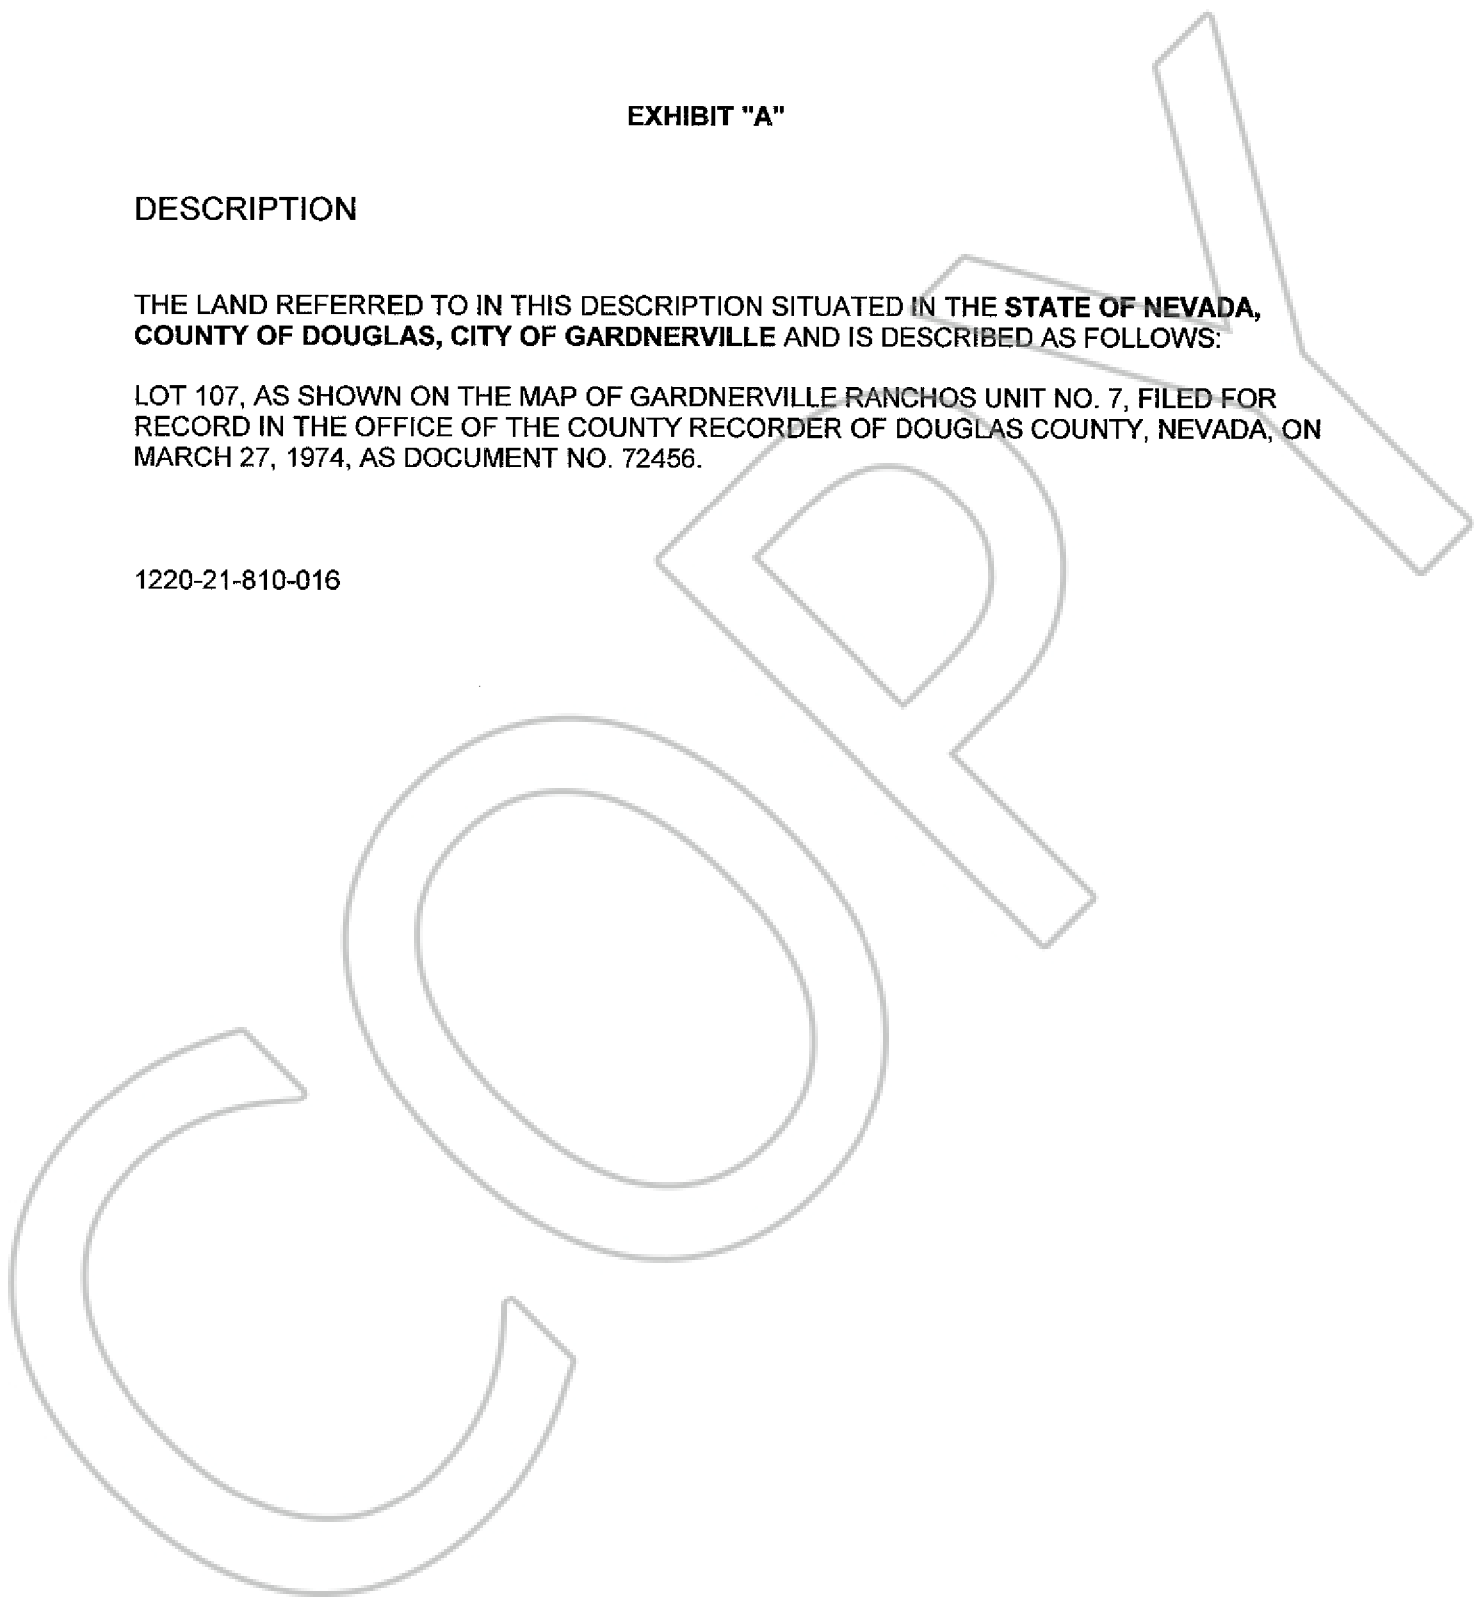 EXHIBIT "A"
DESCRIPTION
THE LAND REFERRED TO IN THIS DESCRIPTION SITUATED IN THE STATE OF NEVADA,
COUNTY OF DOUGLAS, CITY OF GARDNERVILLE AND IS DESCRIBED AS FOLLOWS:
LOT 107, AS SHOWN ON THE MAP OF GARDNERVILLE RANCHOS UNIT NO. 7, FILED FOR
RECORD IN THE OFFICE OF THE COUNTY RECORDER OF DOUGLAS COUNTY, NEVADA, ON
MARCH 27, 1974, AS DOCUMENT NO. 72456.
1220-21-810-016
COPY